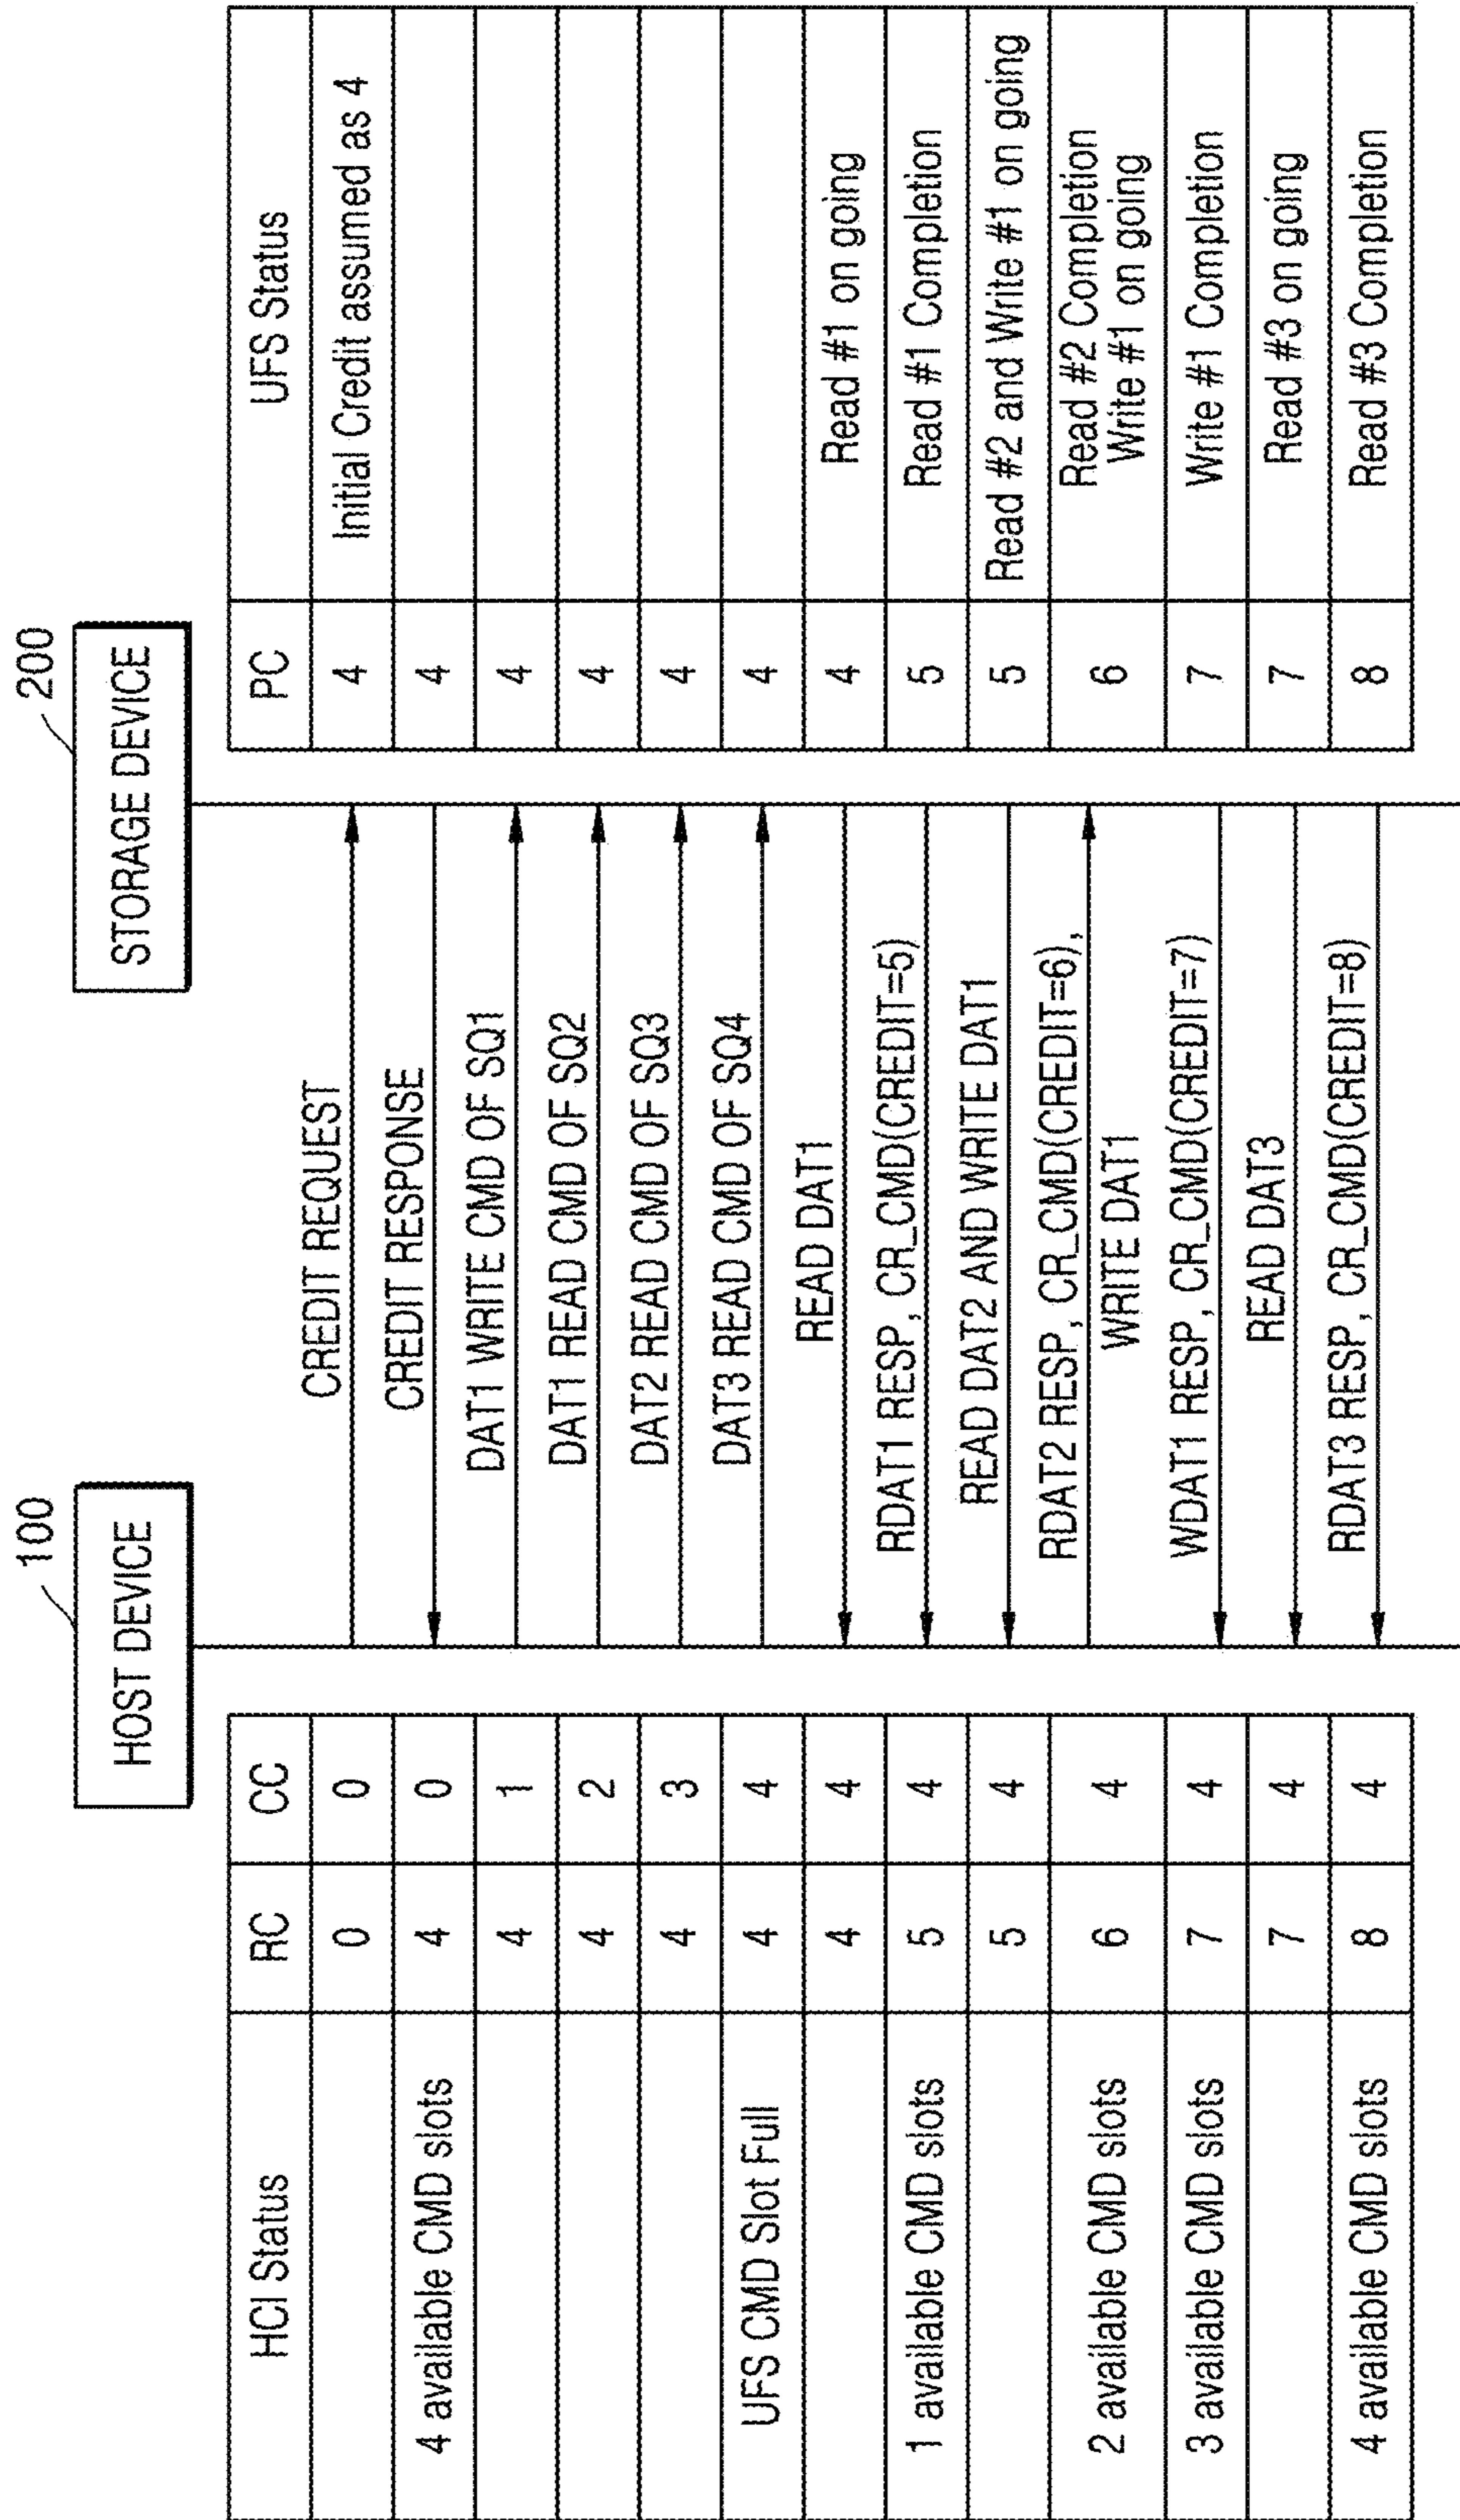 100
HOST DEVICE
200
STORAGE DEVICE
HCI Status RC CC PC UFS Status
0 0 CREDIT REQUEST 4 Initial Credit assumed as 4
4 available CMD slots 4 0 CREDIT RESPONSE 4
4 1 DAT1 WRITE CMD OF SQ1 4
4 2 DAT1 READ CMD OF SQ2 4
4 3 DAT2 READ CMD OF SQ3 4
UFS CMD Slot Full 4 4 DAT3 READ CMD OF SQ4 4
4 4 READ DAT1 4 Read #1 on going
1 available CMD slots 5 4 RDAT1 RESP, CR_CMD(CREDIT=5) 5 Read #1 Completion
5 4 READ DAT2 AND WRITE DAT1 5 Read #2 and Write #1 on going
2 available CMD slots 6 4 RDAT2 RESP, CR_CMD(CREDIT=6), 6 Read #2 Completion
WRITE DAT1 Write #1 on going
3 available CMD slots 7 4 WDAT1 RESP, CR_CMD(CREDIT=7) 7 Write #1 Completion
7 4 READ DAT3 7 Read #3 on going
4 available CMD slots 8 4 RDAT3 RESP, CR_CMD(CREDIT=8) 8 Read #3 Completion